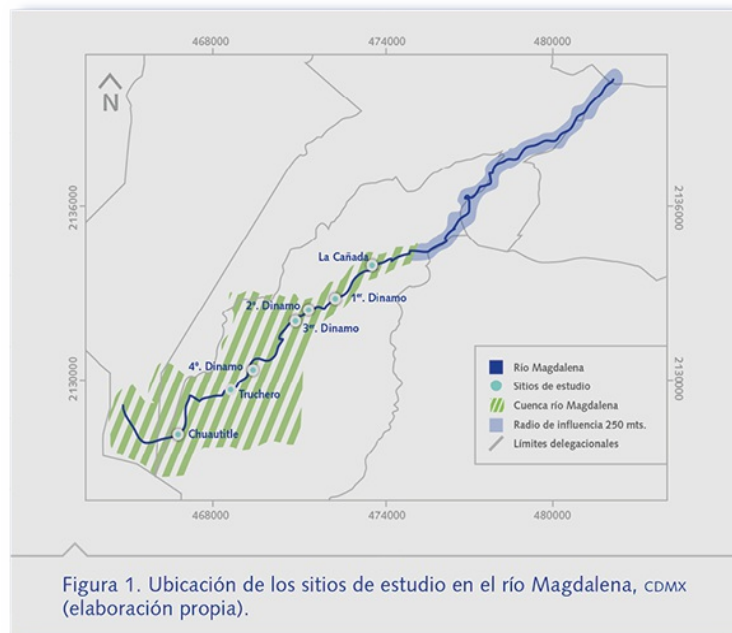 468000
474000
480000
N
2136000
2136000
La Cañada
1er. Dinamo
2º. Dinamo
3er. Dinamo
4º. Dinamo
Truchero
Chuautitle
2130000
2130000
Río Magdalena
Sitios de estudio
Cuenca río Magdalena
Radio de influencia 250 mts.
Límites delegacionales
468000
474000
480000
Figura 1. Ubicación de los sitios de estudio en el río Magdalena, CDMX
(elaboración propia).